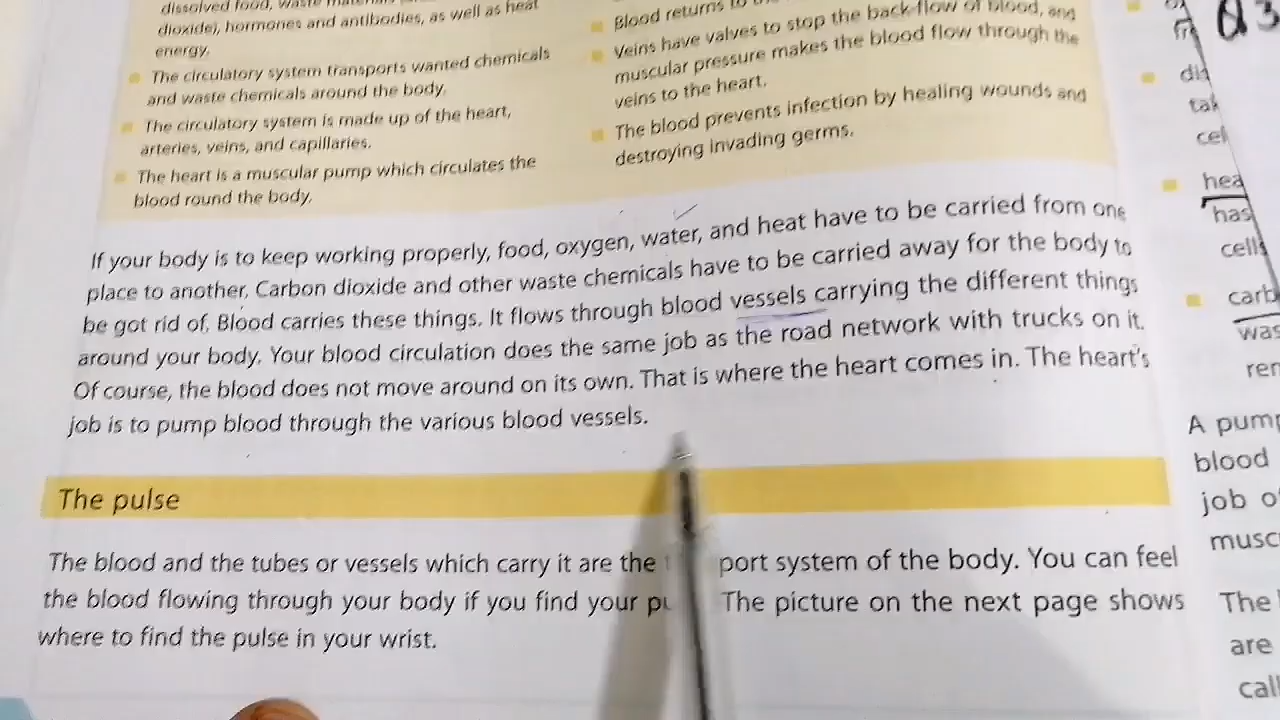 dissolved food, waste
dioxide), hormones and antibodies, as well as heat
energy.
The circulatory system transports wanted chemicals
and waste chemicals around the body.
The circulatory system is made up of the heart,
arteries, veins, and capillaries.
The heart is a muscular pump which circulates the
blood round the body.
Blood returns to
Veins have valves to stop the back-flow of blood, and
muscular pressure makes the blood flow through the
veins to the heart.
The blood prevents infection by healing wounds and
destroying invading germs.
If your body is to keep working properly, food, oxygen, water, and heat have to be carried from one
place to another. Carbon dioxide and other waste chemicals have to be carried away for the body to
be got rid of. Blood carries these things. It flows through blood vessels carrying the different things
around your body. Your blood circulation does the same job as the road network with trucks on it.
Of course, the blood does not move around on its own. That is where the heart comes in. The heart's
job is to pump blood through the various blood vessels.
The pulse
The blood and the tubes or vessels which carry it are the port system of the body. You can feel
the blood flowing through your body if you find your The picture on the next page shows
where to find the pulse in your wrist.
hea
has
cells
carb
was
A pump
blood
job o
musc
The
are
call